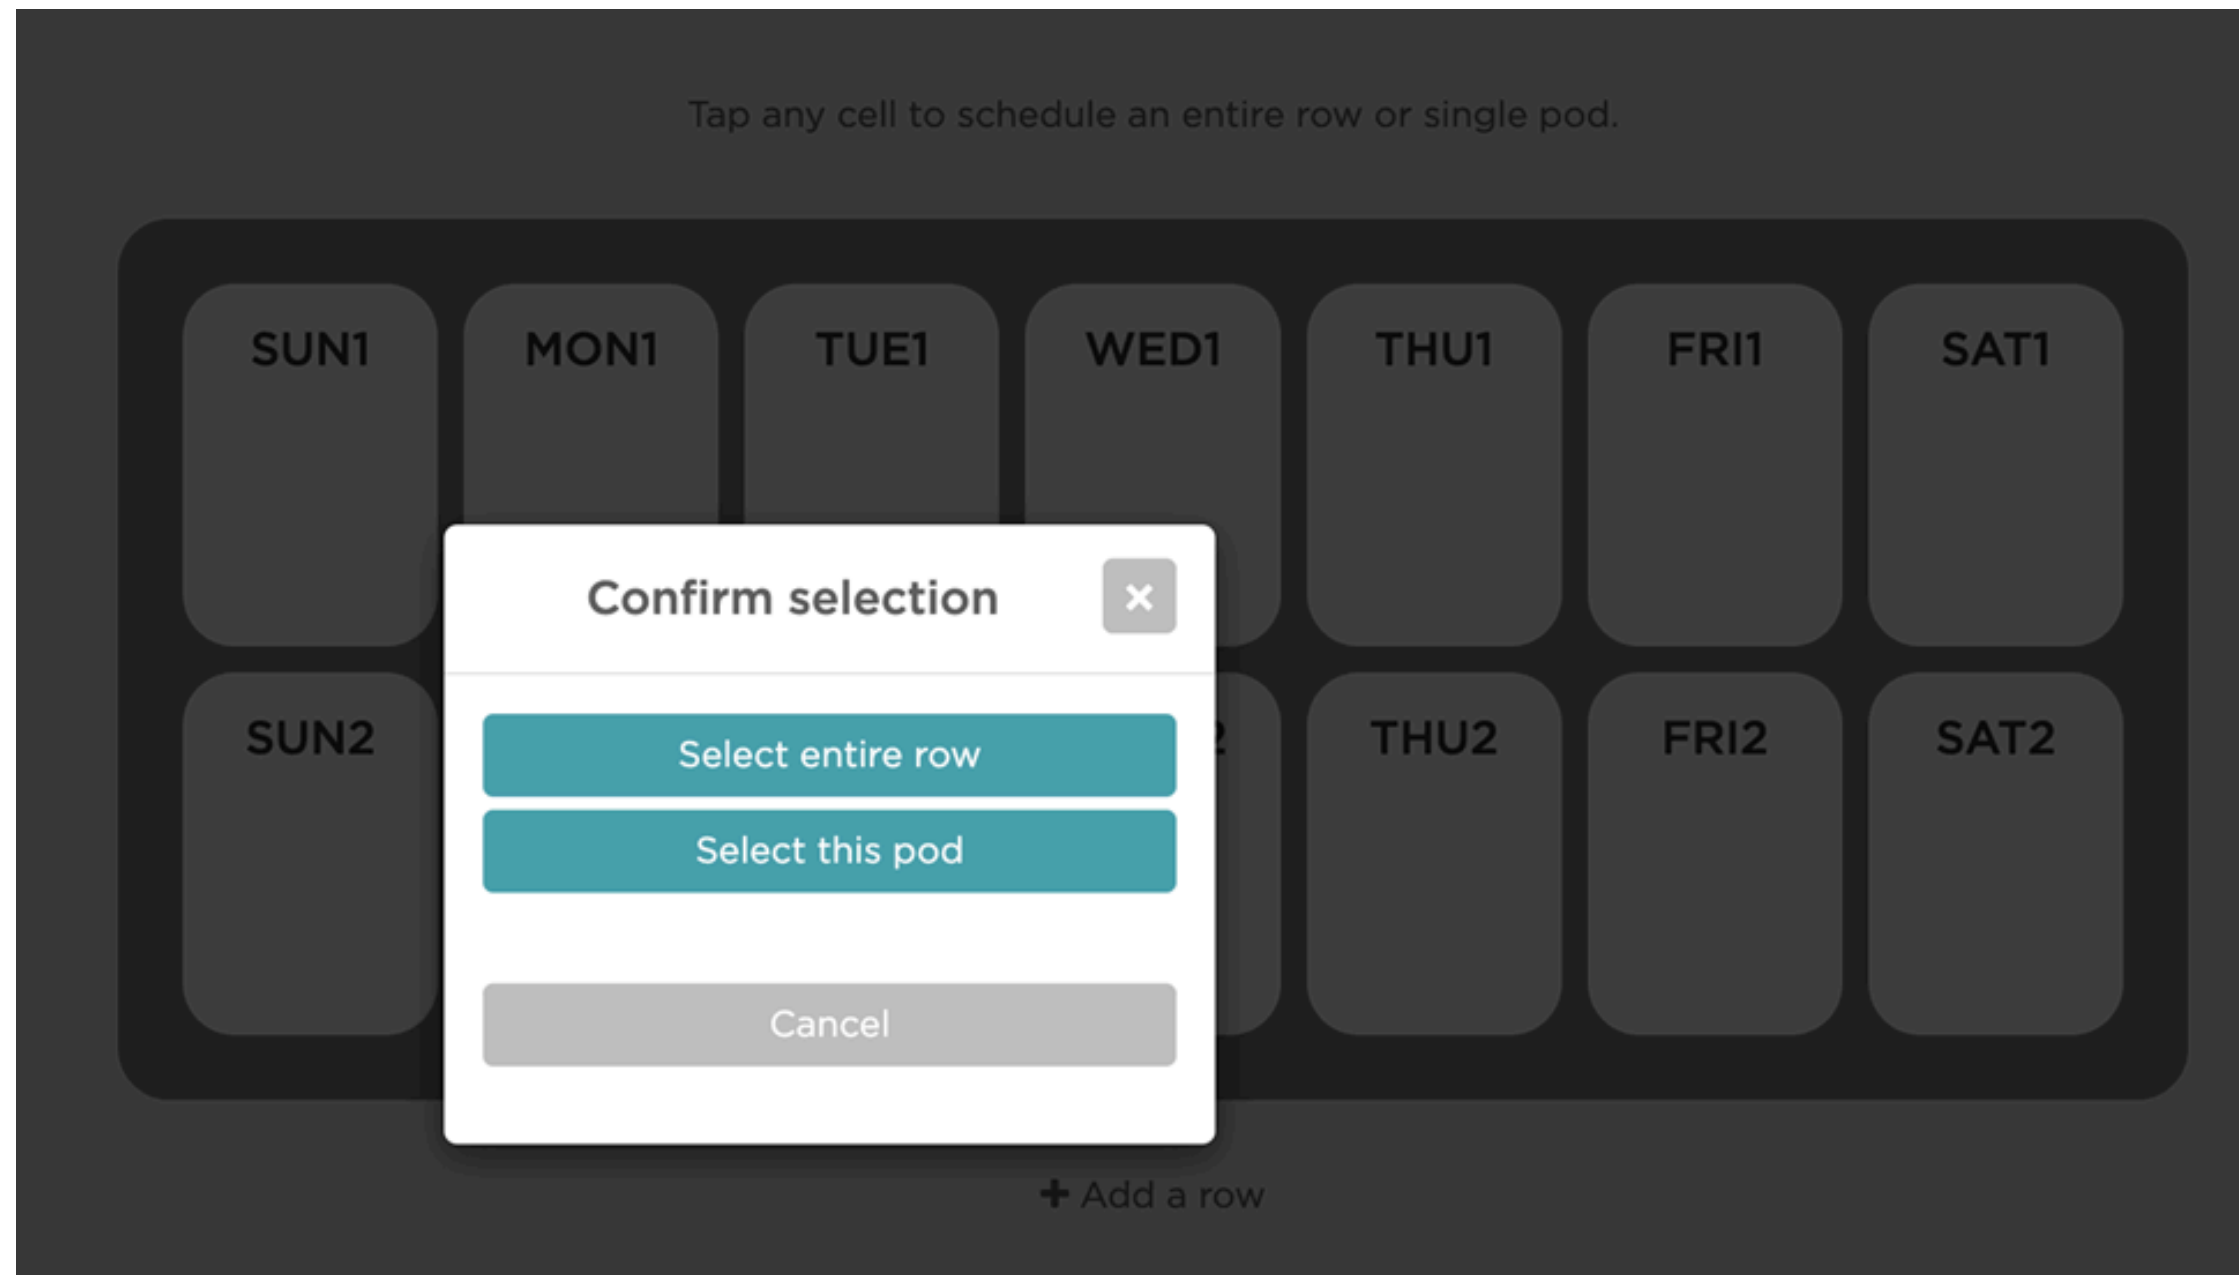 Tap any cell to schedule an entire row or single pod.
SUN1 MON1 TUE1 WED1 THU1 FRI1 SAT1
Confirm selection
Select entire row
SUN2 THU2 FRI2 SAT2
Select this pod
Cancel
Add a row